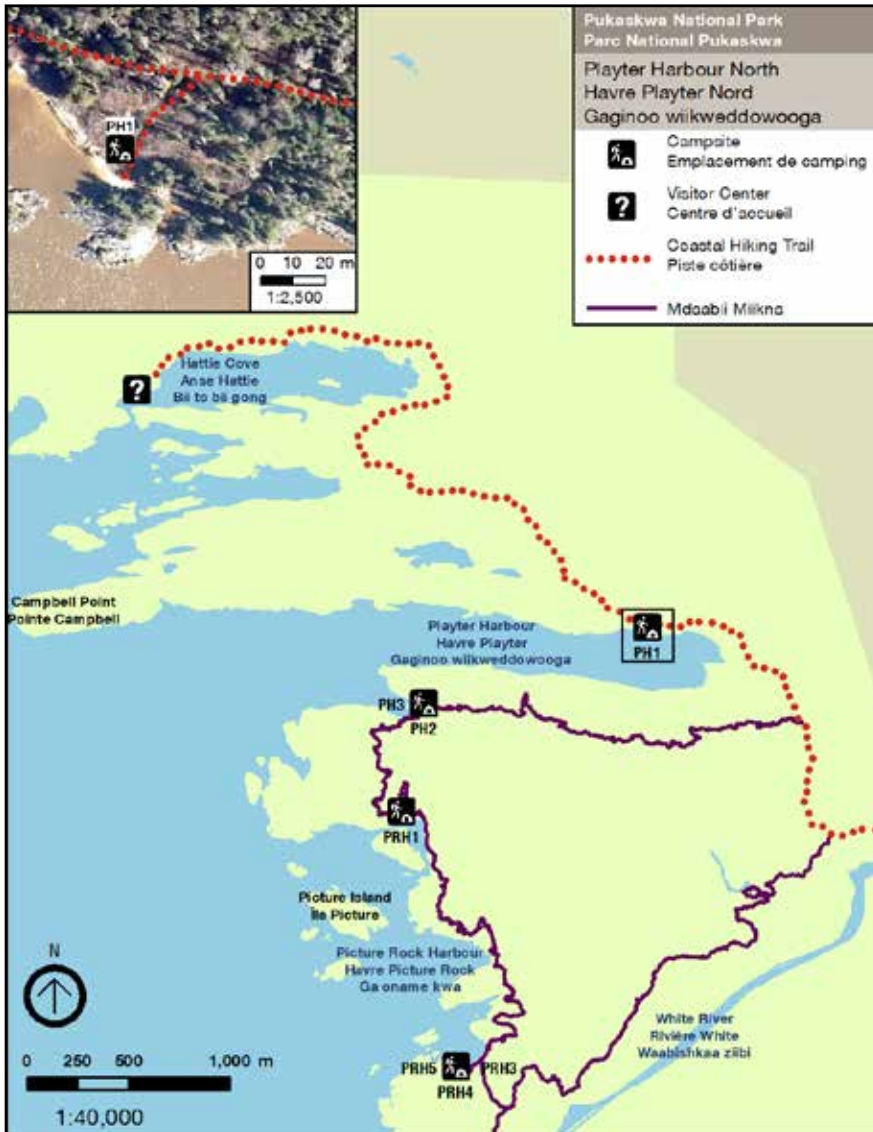 PH1
0 10 20 m
1:2,500
Pukaskwa National Park
Parc National Pukaskwa
Playter Harbour North
Havre Playter Nord
Gaginoo wiikweddowooga
Campsite
Emplacement de camping
?
Visitor Center
Centre d'accueil
Coastal Hiking Trail
Piste côtière
Mdaabii Miikna
Hattie Cove
Anse Hattie
Bii to bii gong
?
Campbell Point
Pointe Campbell
Playter Harbour
Havre Playter
Gaginoo wiikweddowooga
PH1
PH3
PH2
PRH1
Picture Island
Île Picture
Picture Rock Harbour
Havre Picture Rock
Ga oname kwa
White River
Rivière White
Waabishkaa ziibi
PRH5 PRH3
PRH4
N
0 250 500 1,000 m
1:40,000